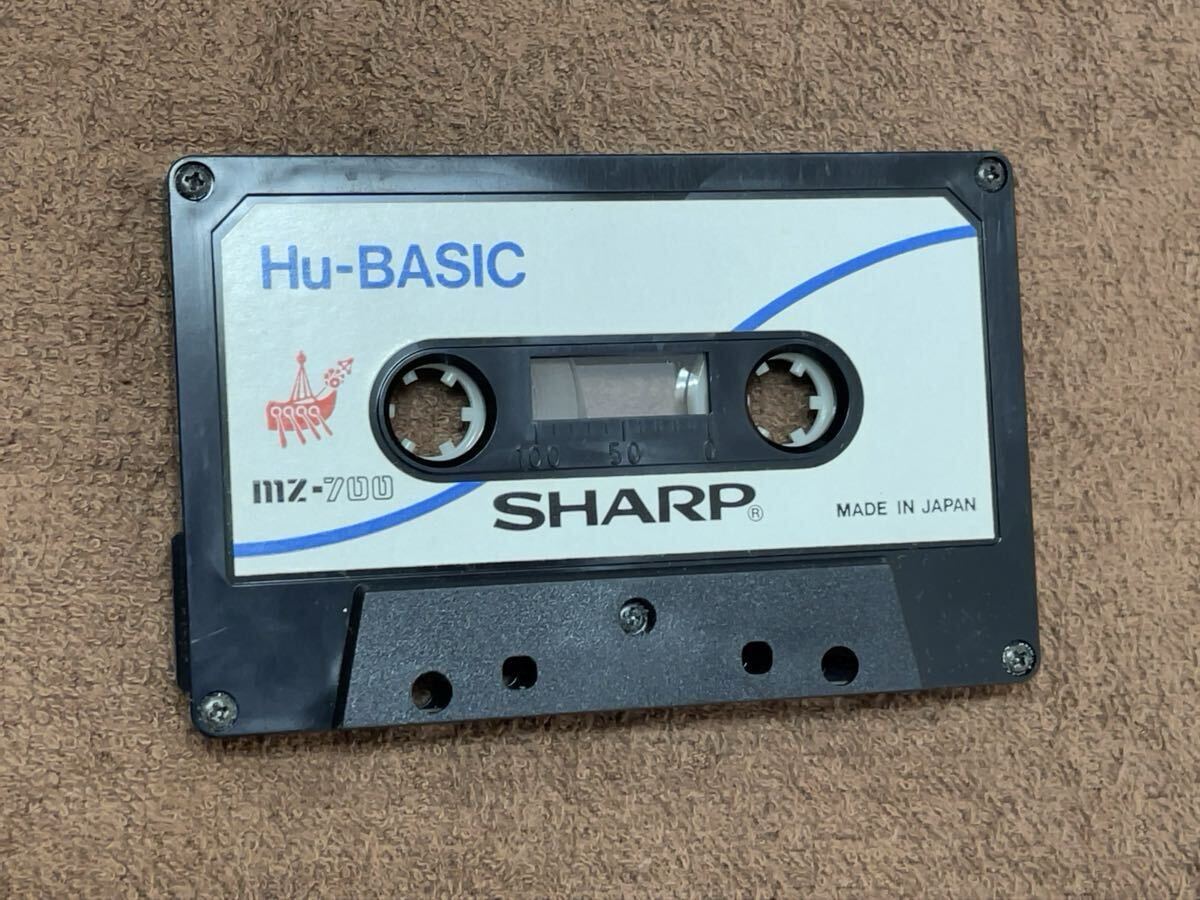 Hu-BASIC
100 50 0
mz-700
SHARP®
MADE IN JAPAN